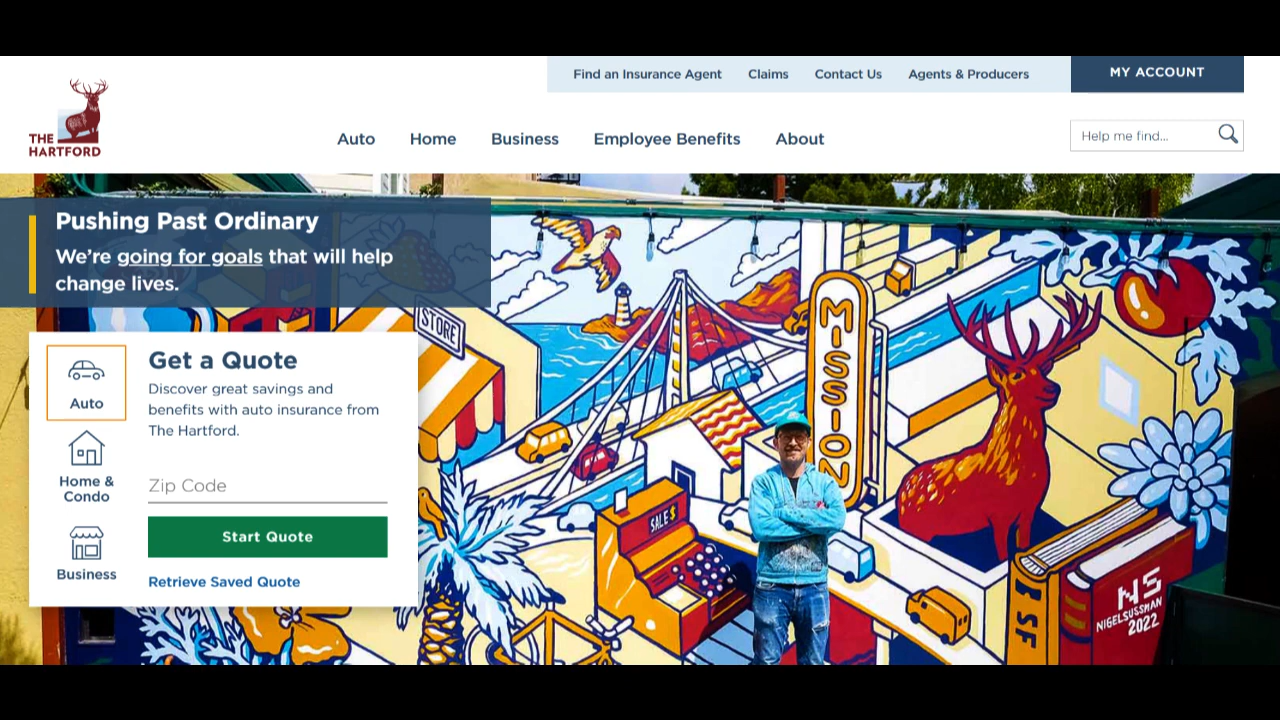 Find an Insurance Agent Claims Contact Us Agents & Producers MY ACCOUNT
THE
HARTFORD
Auto Home Business Employee Benefits About
Help me find...
Pushing Past Ordinary
We're going for goals that will help
change lives.
STORE
MISSION
Auto
Get a Quote
Discover great savings and
benefits with auto insurance from
The Hartford.
Home &
Condo
Zip Code
Start Quote
Business
Retrieve Saved Quote
SALE $
SF
NS
NIGELSUSSMAN
2022